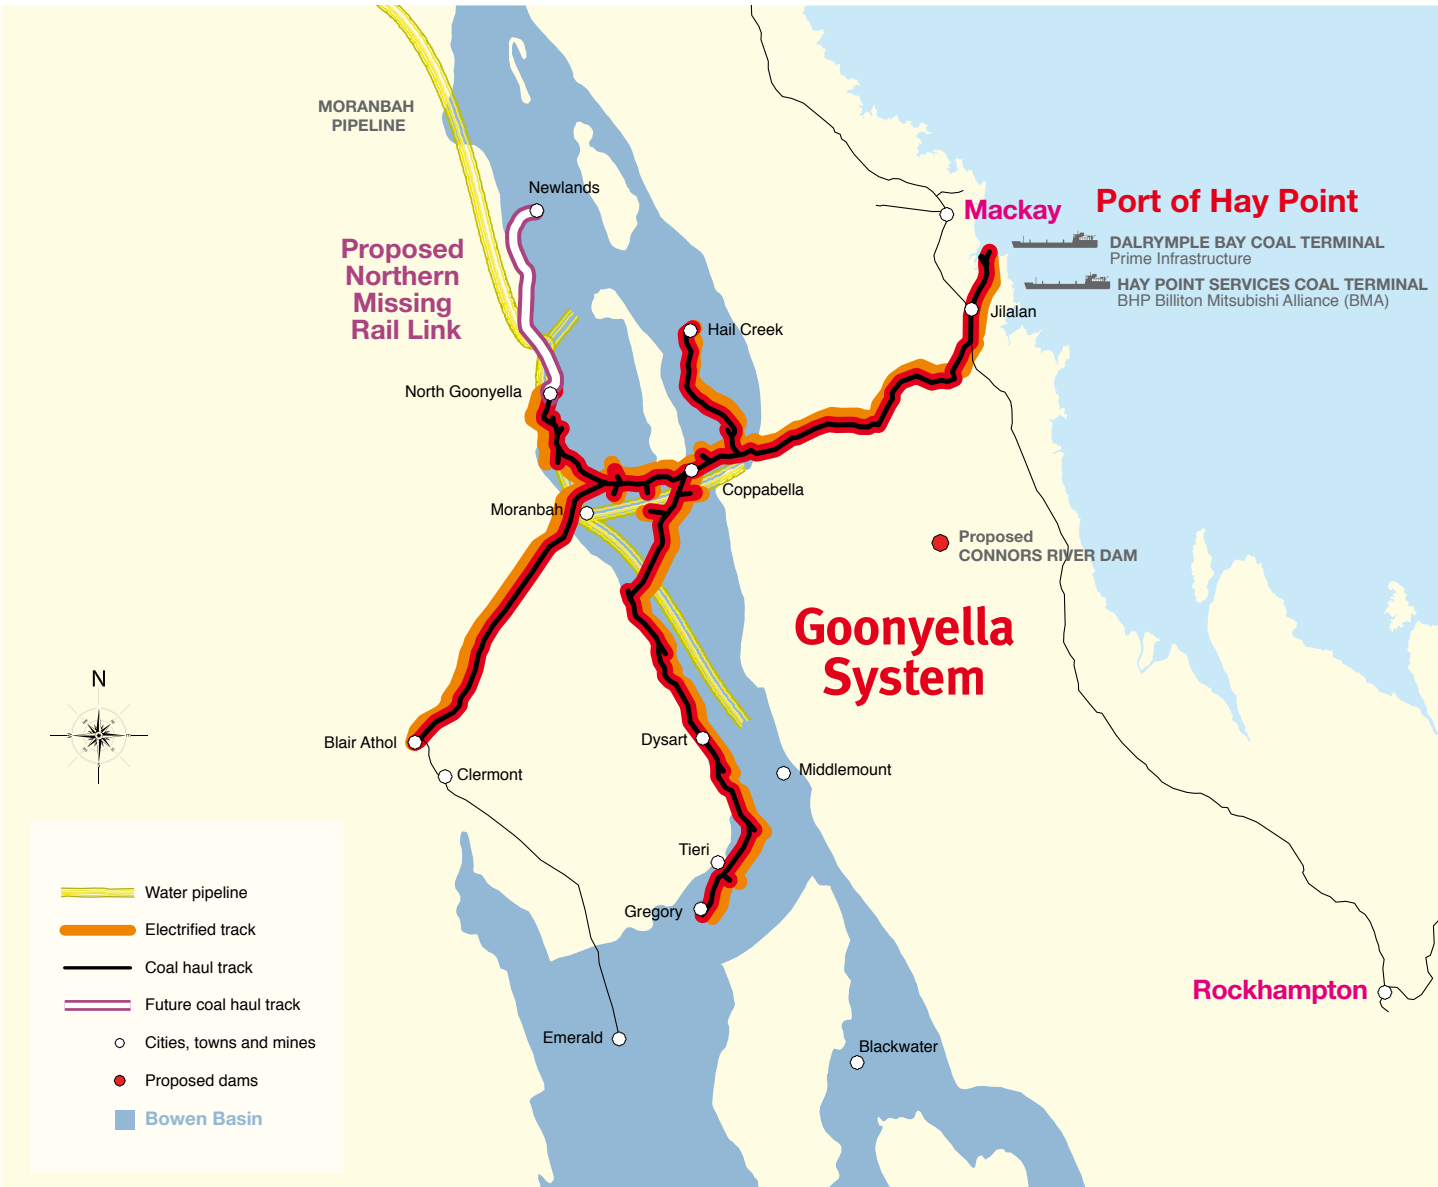 MORANBAH
PIPELINE
Newlands
Mackay
Port of Hay Point
DALRYMPLE BAY COAL TERMINAL
Prime Infrastructure
HAY POINT SERVICES COAL TERMINAL
BHP Billiton Mitsubishi Alliance (BMA)
Proposed
Northern
Missing
Rail Link
Jilalan
Hail Creek
North Goonyella
Coppabella
Moranbah
Proposed
CONNORS RIVER DAM
Goonyella
System
N
Blair Athol
Dysart
Clermont
Middlemount
Tieri
Gregory
Water pipeline
Electrified track
Coal haul track
Future coal haul track
Cities, towns and mines
Proposed dams
Bowen Basin
Rockhampton
Emerald
Blackwater